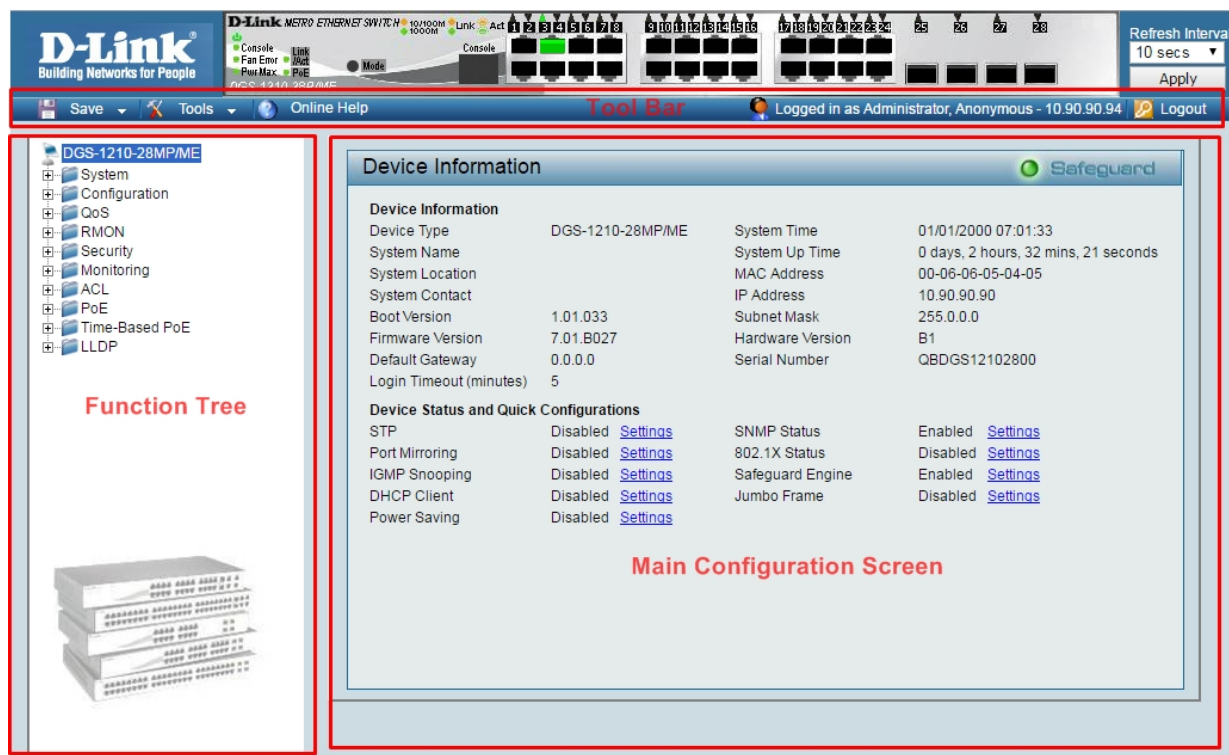 D-Link®
Building Networks for People
D-Link METRO ETHERNET SWITCH 10/100M 1000M Link Act
Console Link /Act
Fan Error
Pwr Max PoE
Mode
Console
DGS-1210-28P/ME
1 2 3 4 5 6 7 8 9 10 11 12 13 14 15 16 17 18 19 20 21 22 23 24 25 26 27 28
Refresh Interva
10 secs
Apply
Save Tools Online Help Tool Bar Logged in as Administrator, Anonymous - 10.90.90.94 Logout
DGS-1210-28MP/ME
System
Configuration
QoS
RMON
Security
Monitoring
ACL
PoE
Time-Based PoE
LLDP
Function Tree
Device Information Safeguard
Device Information
Device Type DGS-1210-28MP/ME System Time 01/01/2000 07:01:33
System Name System Up Time 0 days, 2 hours, 32 mins, 21 seconds
System Location MAC Address 00-06-06-05-04-05
System Contact IP Address 10.90.90.90
Boot Version 1.01.033 Subnet Mask 255.0.0.0
Firmware Version 7.01.B027 Hardware Version B1
Default Gateway 0.0.0.0 Serial Number QBDGS12102800
Login Timeout (minutes) 5
Device Status and Quick Configurations
STP Disabled Settings SNMP Status Enabled Settings
Port Mirroring Disabled Settings 802.1X Status Disabled Settings
IGMP Snooping Disabled Settings Safeguard Engine Enabled Settings
DHCP Client Disabled Settings Jumbo Frame Disabled Settings
Power Saving Disabled Settings
Main Configuration Screen